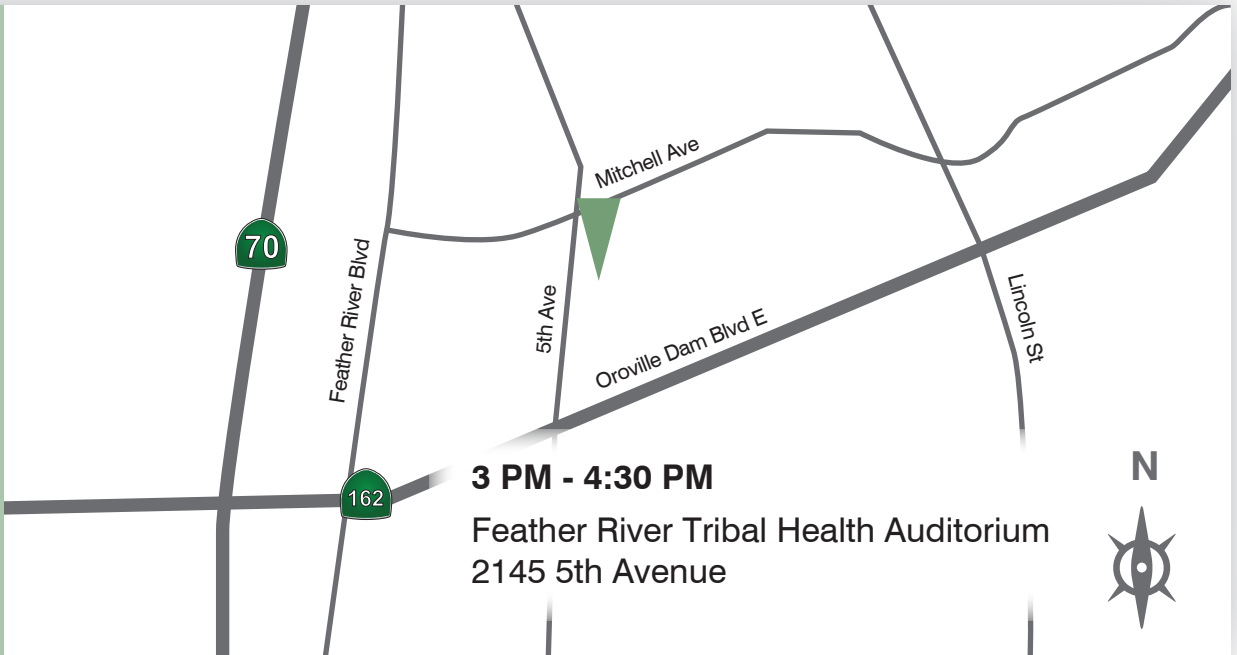 Mitchell Ave
70
Feather River Blvd
5th Ave
Oroville Dam Blvd E
Lincoln St
162
3 PM - 4:30 PM
Feather River Tribal Health Auditorium
2145 5th Avenue
N